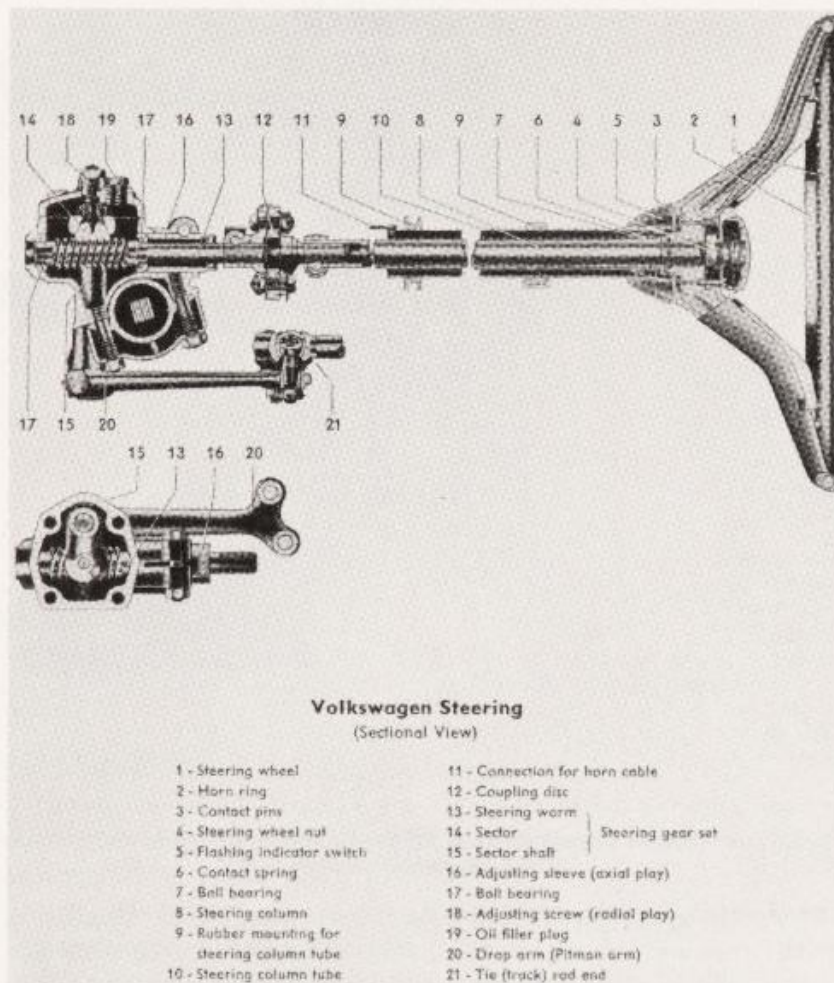 14 18 19 17 16 13 12 11 9 10 8 9 7 6 4 5 3 2 1
17 15 20 21
15 13 16 20
Volkswagen Steering
(Sectional View)
1 - Steering wheel
2 - Horn ring
3 - Contact pins
4 - Steering wheel nut
5 - Flashing indicator switch
6 - Contact spring
7 - Ball bearing
8 - Steering column
9 - Rubber mounting for
steering column tube
10 - Steering column tube
11 - Connection for horn cable
12 - Coupling disc
13 - Steering worm
14 - Sector
15 - Sector shaft
Steering gear set
16 - Adjusting sleeve (axial play)
17 - Ball bearing
18 - Adjusting screw (radial play)
19 - Oil filler plug
20 - Drop arm (Pitman arm)
21 - Tie (track) rod end